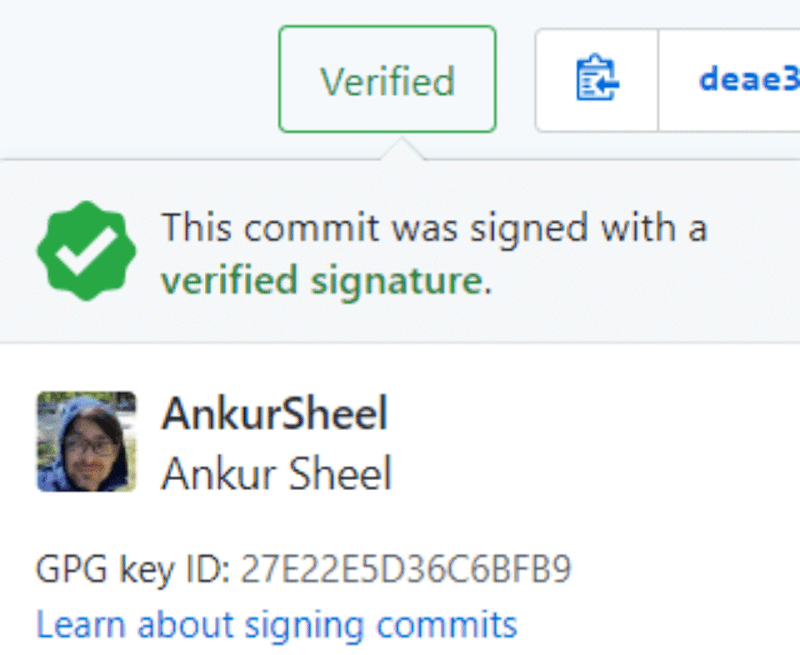 Verified
deae3
This commit was signed with a
verified signature.
AnkurSheel
Ankur Sheel
GPG key ID: 27E22E5D36C6BFB9
Learn about signing commits